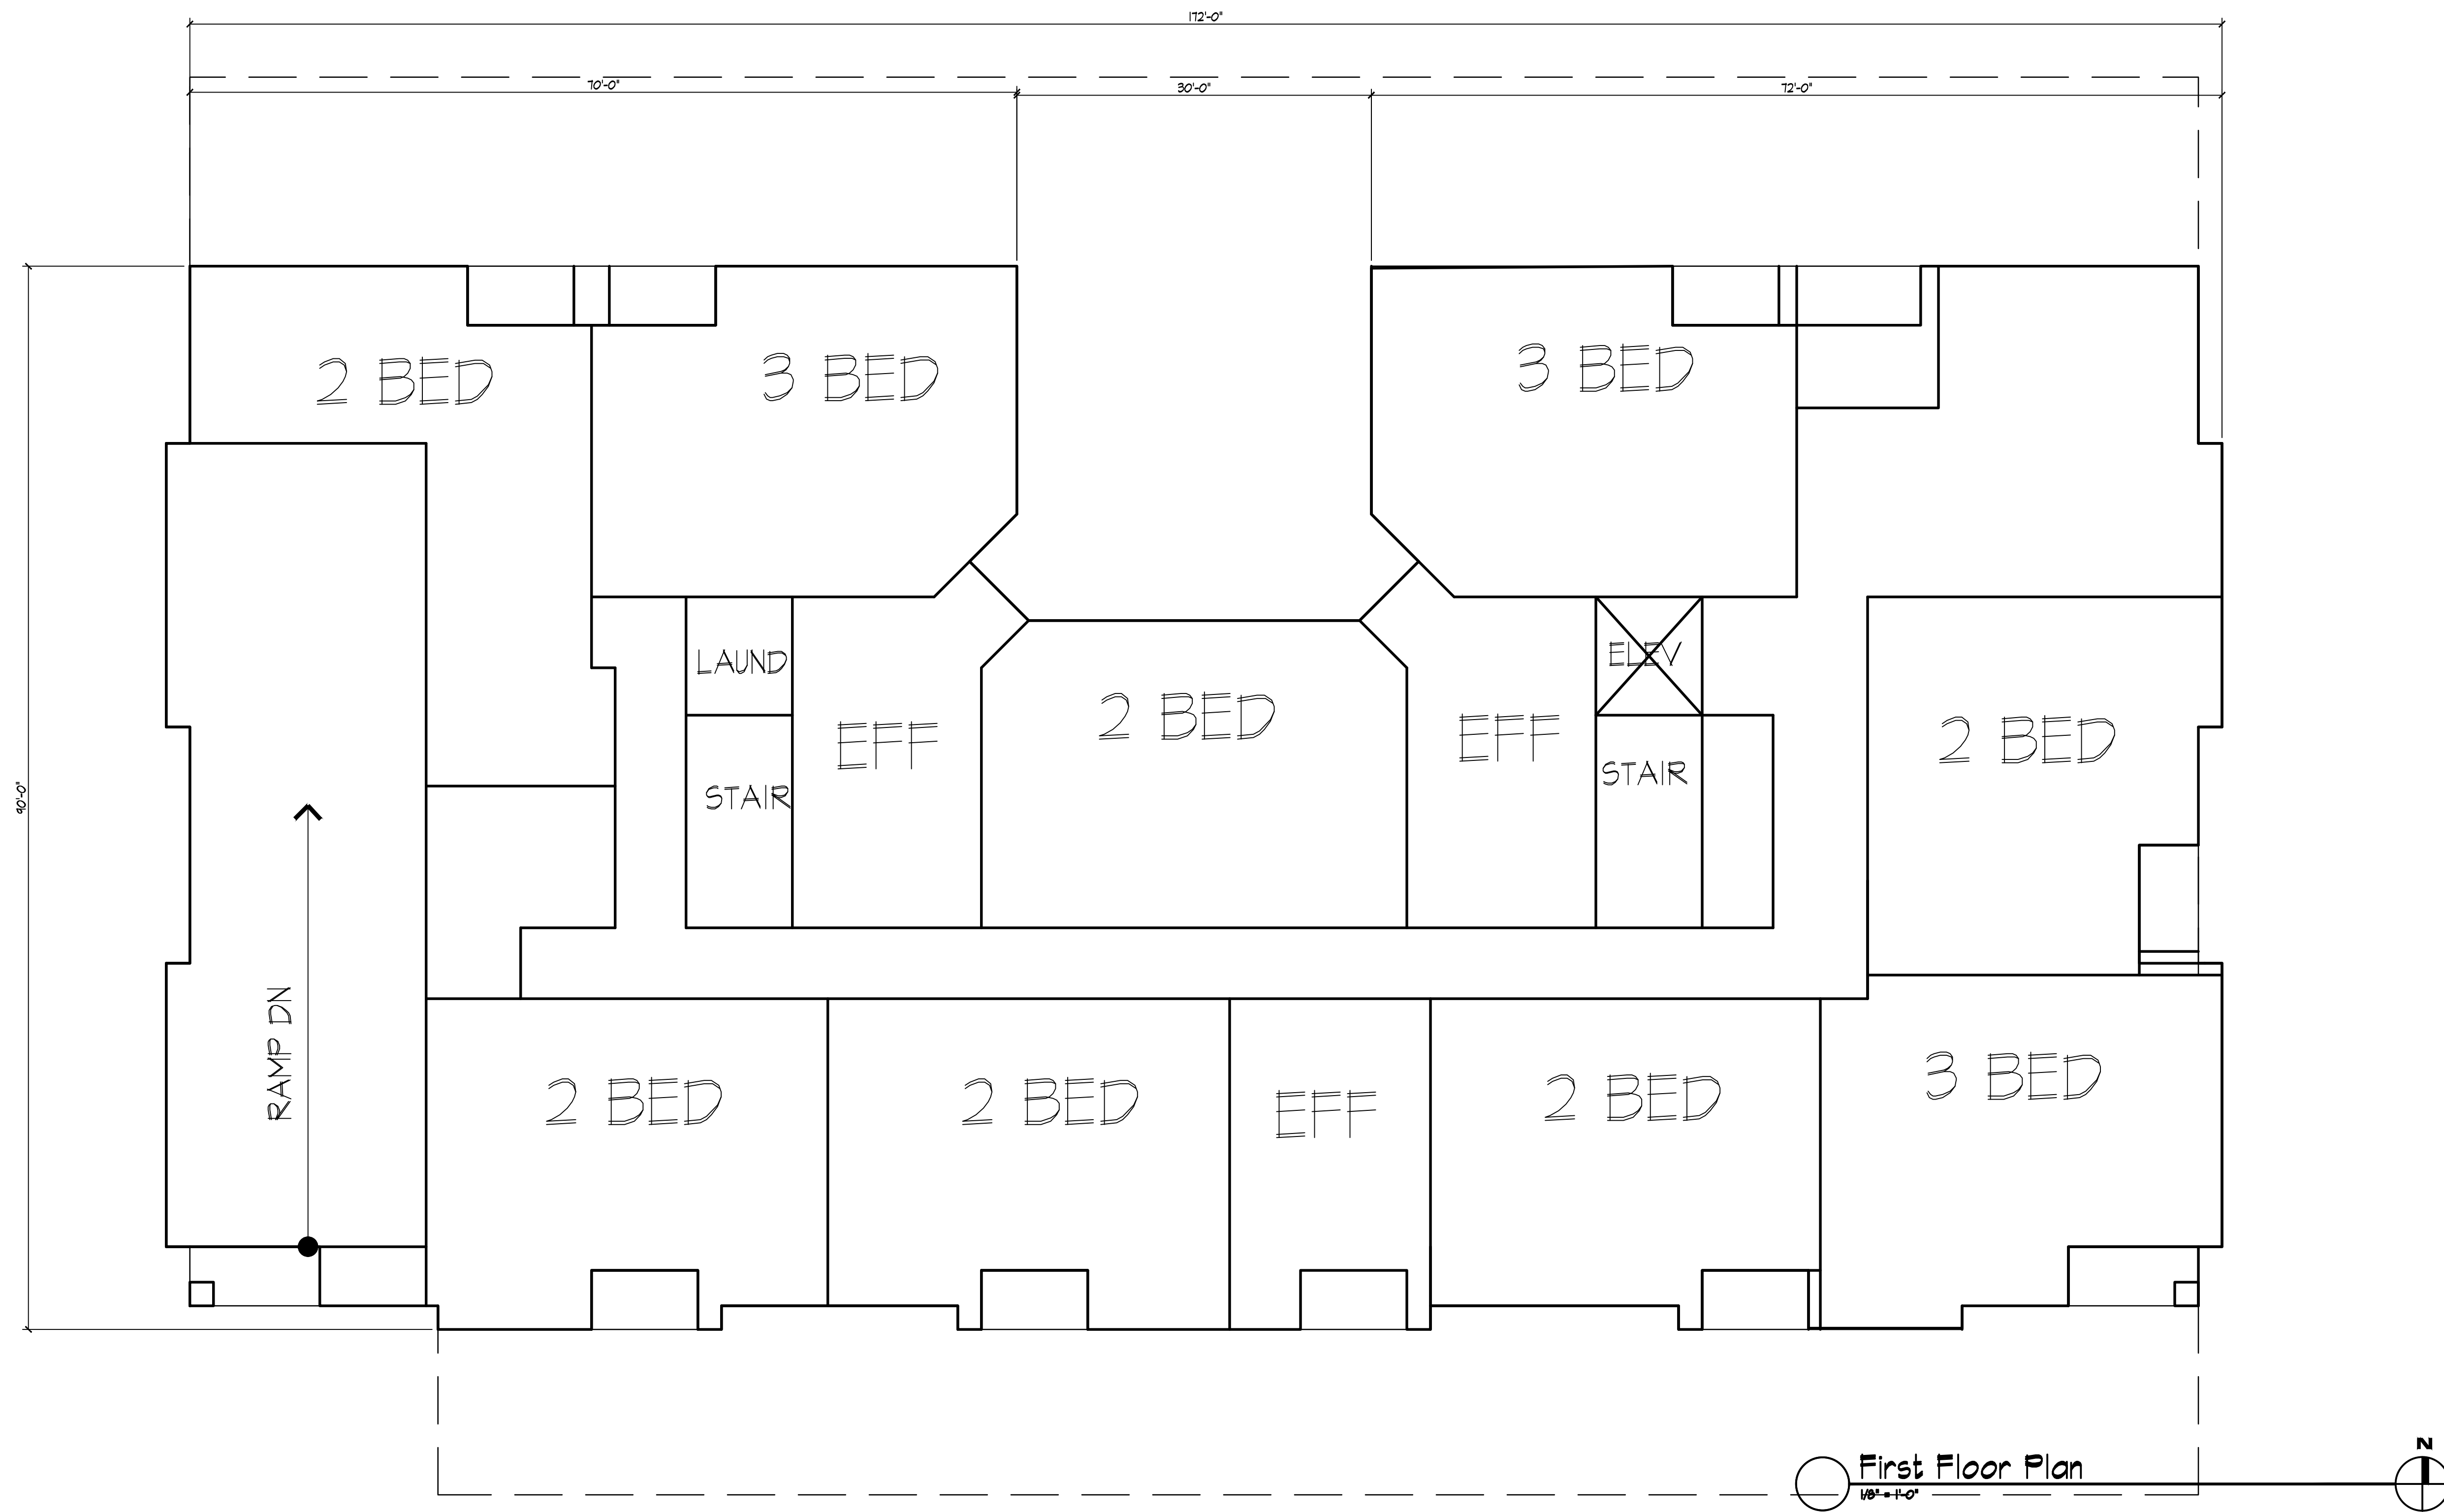 172'-0"
70'-0"
30'-0"
72'-0"
2 BED
3 BED
3 BED
LAUND
ELEV
2 BED
EFF
EFF
2 BED
STAIR
STAIR
90'-0"
RAMP DN
2 BED
2 BED
EFF
2 BED
3 BED
N
First Floor Plan
1/8" = 1'-0"